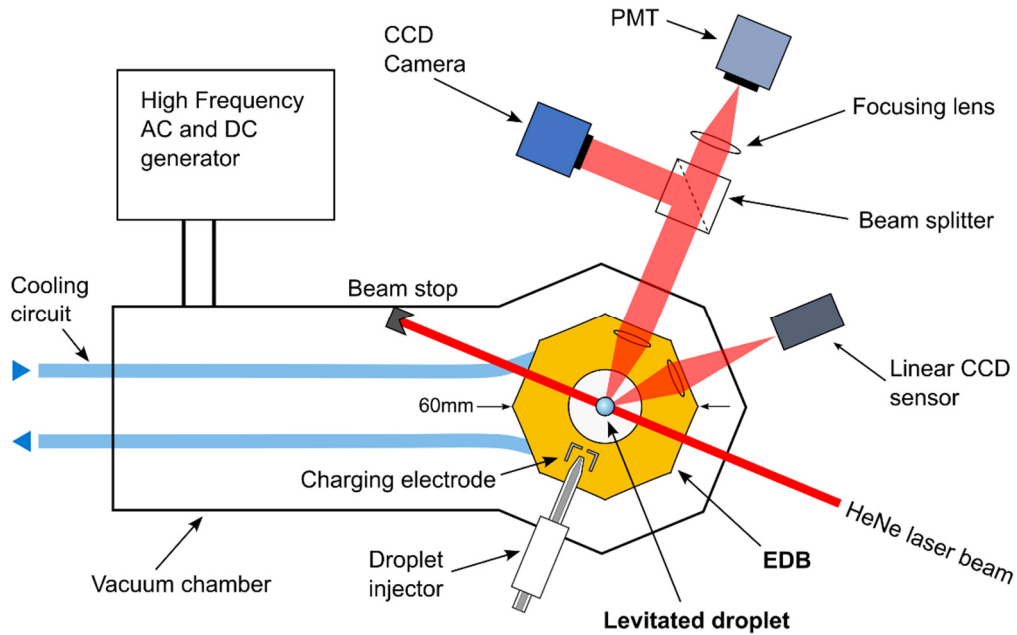 PMT
CCD
Camera
High Frequency
AC and DC
generator
Focusing lens
Beam splitter
Cooling
circuit
Beam stop
Linear CCD
sensor
60mm
Charging electrode
HeNe laser beam
Droplet
injector
EDB
Vacuum chamber
Levitated droplet